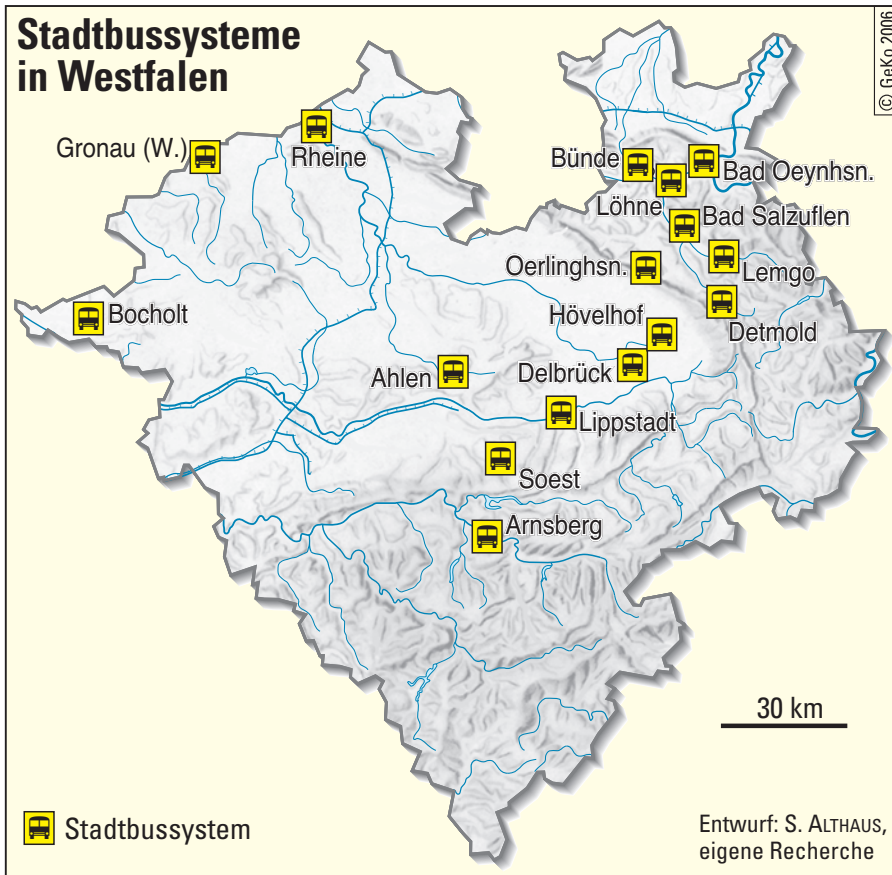 Stadtbussysteme
in Westfalen
© GeKo 2006
Gronau (W.)
Rheine
Bünde
Bad Oeynhsn.
Löhne
Bad Salzuflen
Oerlinghsn.
Lemgo
Bocholt
Hövelhof
Detmold
Ahlen
Delbrück
Lippstadt
Soest
Arnsberg
30 km
Stadtbussystem
Entwurf: S. ALTHAUS,
eigene Recherche